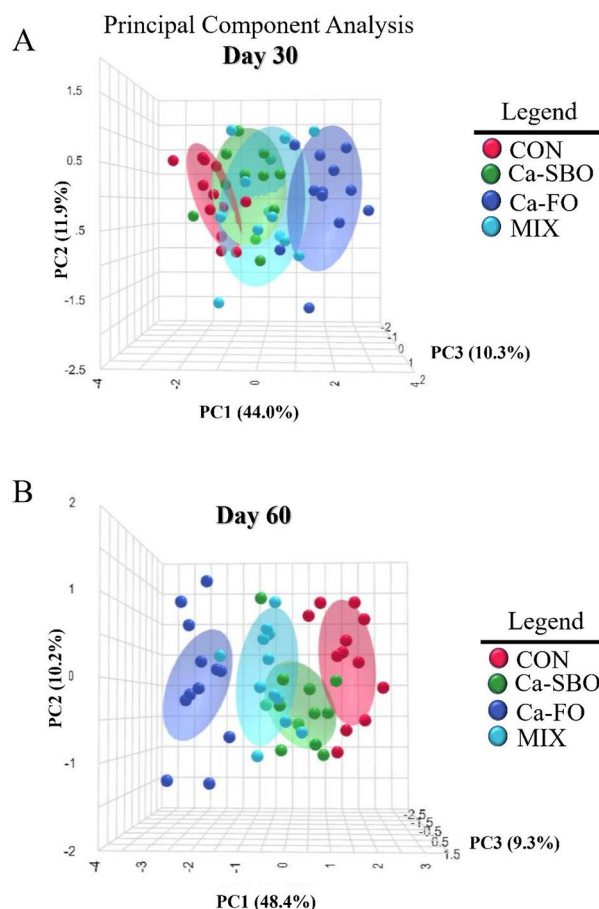 Principal Component Analysis
A
Day 30
1.5
0.5
-0.5
-1.5
-2.5
PC2 (11.9%)
-4
-2
0
2
4
PC1 (44.0%)
-2
-1
0
1
2
PC3 (10.3%)
Legend
CON
Ca-SBO
Ca-FO
MIX
B
Day 60
2
1
0
-1
-2
PC2 (10.2%)
-4
-3
-2
-1
0
1
2
3
PC1 (48.4%)
-2.5
-1.5
-0.5
0.5
1.5
PC3 (9.3%)
Legend
CON
Ca-SBO
Ca-FO
MIX